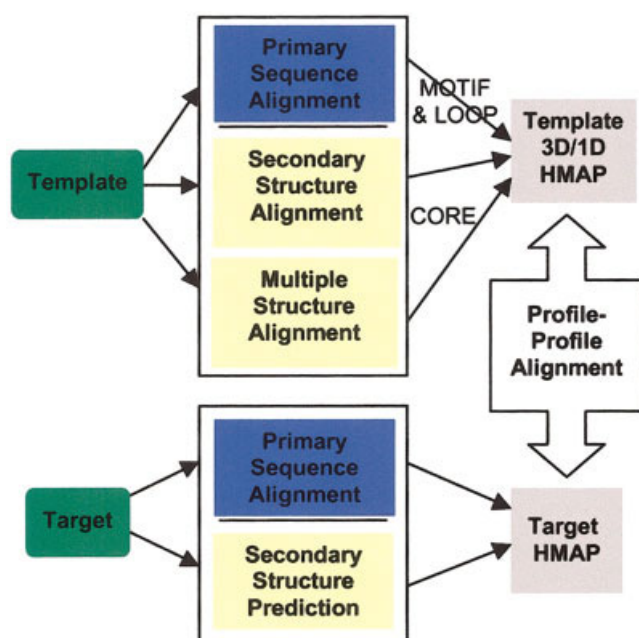 Primary
Sequence
Alignment
MOTIF
& LOOP
Template
3D/1D
HMAP
Template
Secondary
Structure
Alignment
CORE
Multiple
Structure
Alignment
Profile-
Profile
Alignment
Primary
Sequence
Alignment
Target
Secondary
Structure
Prediction
Target
HMAP